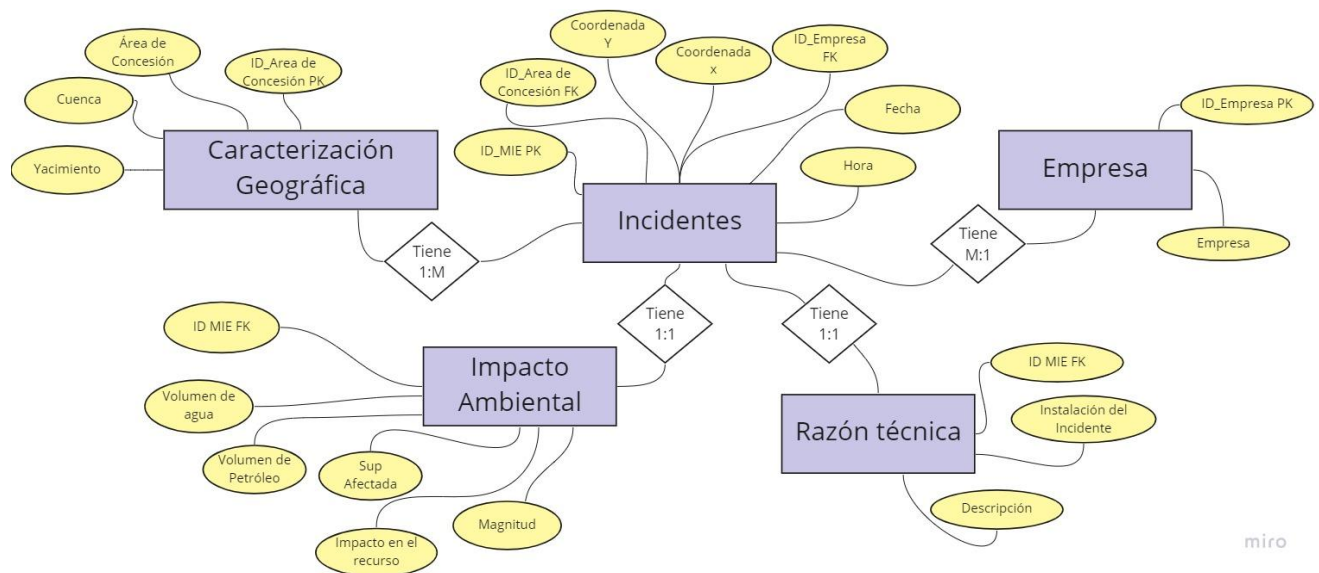 Área de
Concesión
ID_Area de
Concesión PK
Cuenca
Yacimiento
Caracterización
Geográfica
Coordenada
Y
Coordenada
x
ID_Empresa
FK
ID_Area de
Concesión FK
Fecha
ID_MIE PK
Hora
Incidentes
ID_Empresa PK
Empresa
Empresa
Tiene
1:M
Tiene
M:1
Tiene
1:1
Tiene
1:1
ID MIE FK
Impacto
Ambiental
Volumen de
agua
Volumen de
Petróleo
Sup
Afectada
Impacto en el
recurso
Magnitud
ID MIE FK
Razón técnica
Instalación del
Incidente
Descripción
miro